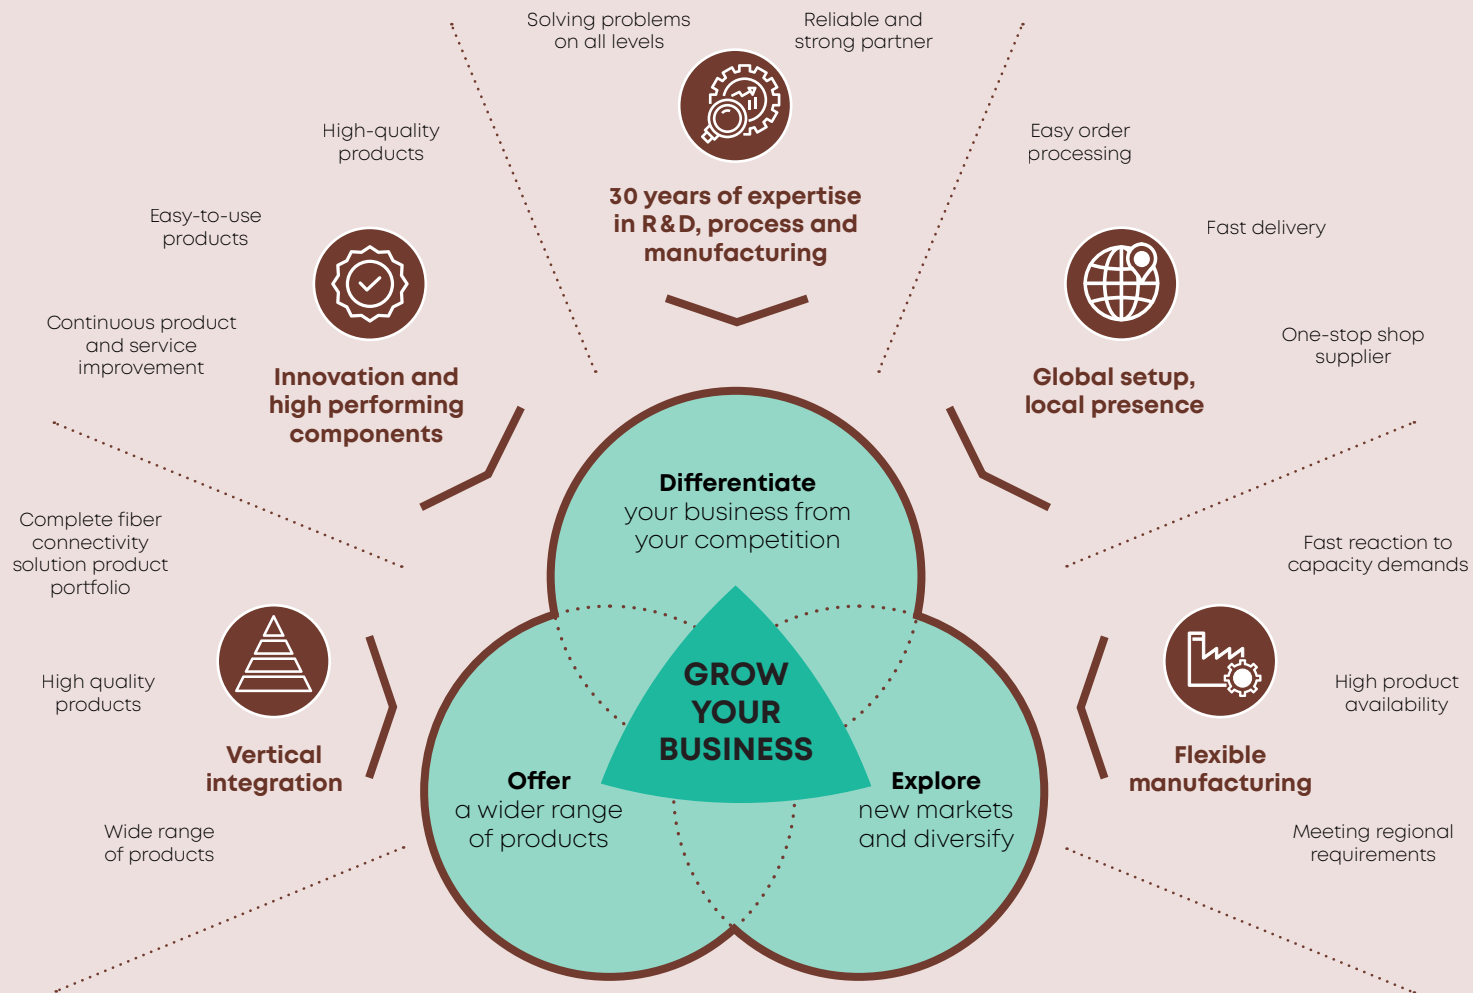 Solving problems
on all levels
Reliable and
strong partner
30 years of expertise
in R&D, process and
manufacturing
High-quality
products
Easy-to-use
products
Continuous product
and service
improvement
Innovation and
high performing
components
Easy order
processing
Fast delivery
One-stop shop
supplier
Global setup,
local presence
Complete fiber
connectivity
solution product
portfolio
High quality
products
Wide range
of products
Vertical
integration
Fast reaction to
capacity demands
High product
availability
Meeting regional
requirements
Flexible
manufacturing
Differentiate
your business from
your competition
GROW
YOUR
BUSINESS
Offer
a wider range
of products
Explore
new markets
and diversify